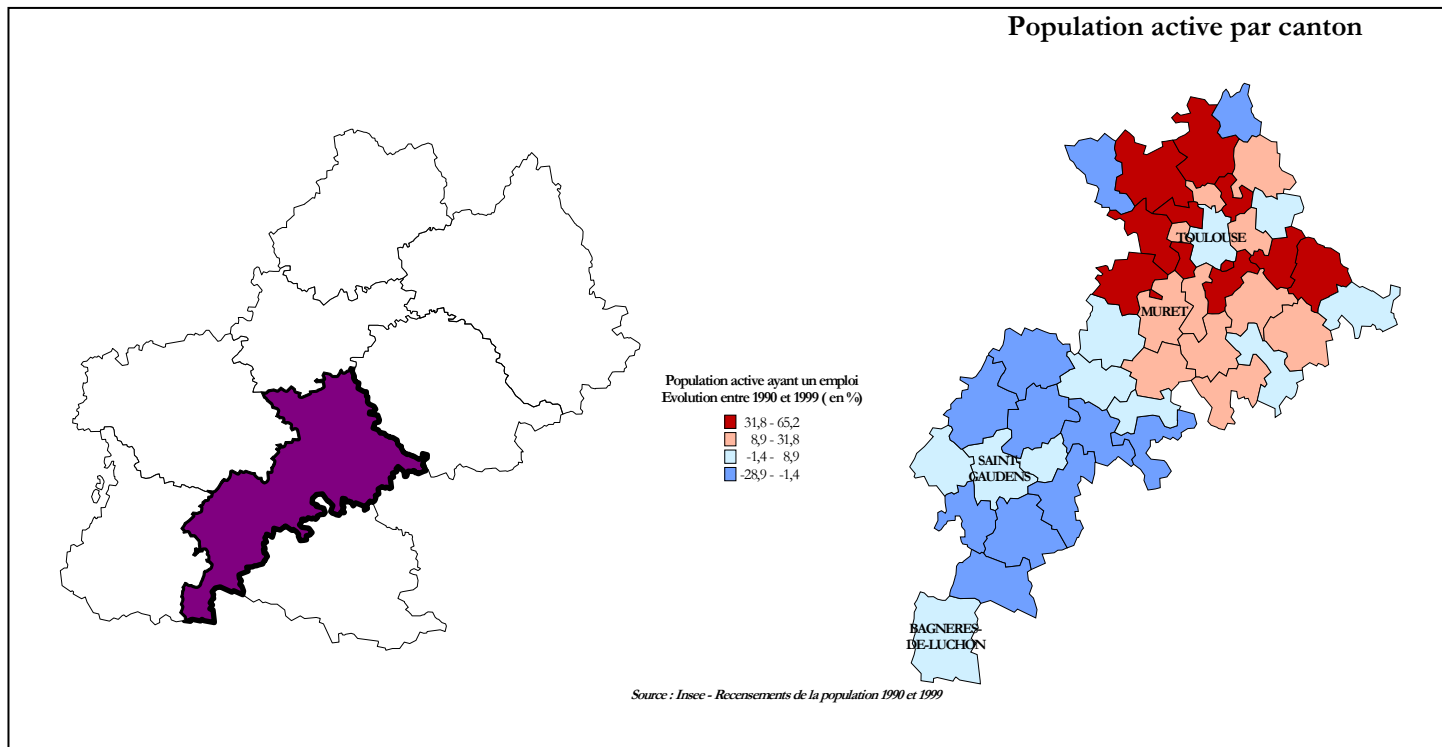 Population active par canton
TOULOUSE
MURET
Population active ayant un emploi
Evolution entre 1990 et 1999 ( en %)
31,8 - 65,2
8,9 - 31,8
-1,4 - 8,9
-28,9 - -1,4
SAINT-
GAUDENS
BAGNERES-
DE-LUCHON
Source : Insee - Recensements de la population 1990 et 1999